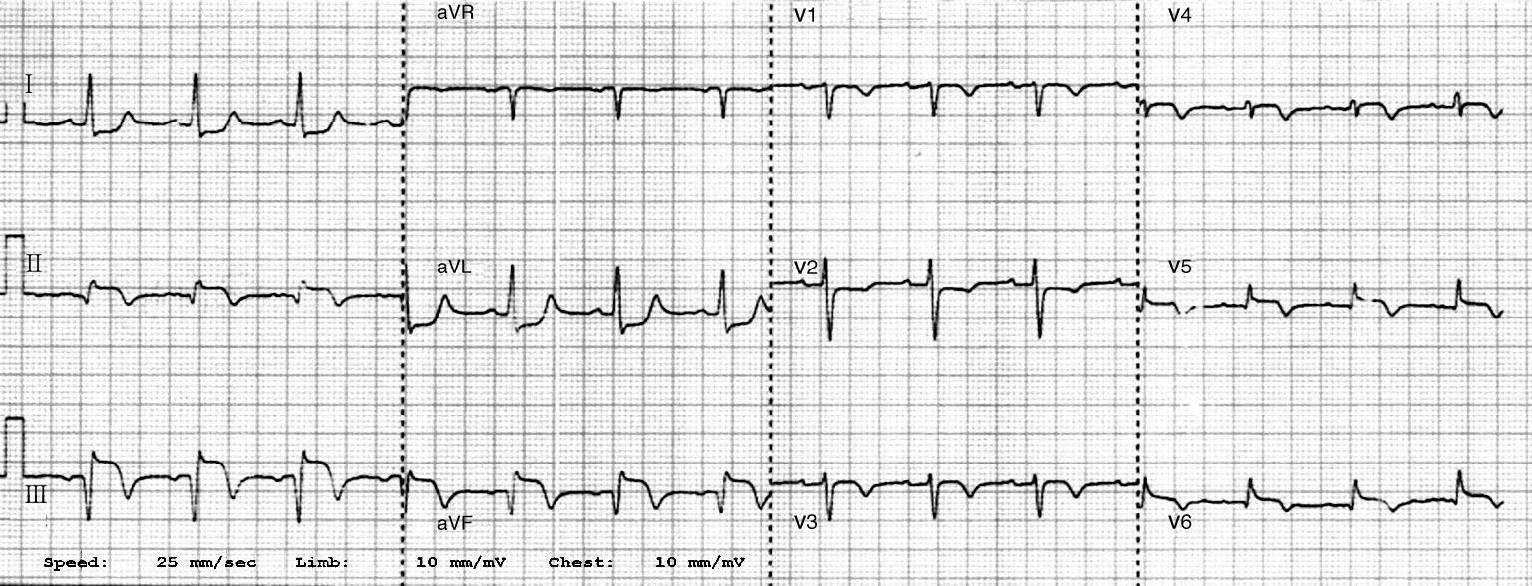 aVR V1 V4
I
II aVL V2 V5
III aVF V3 V6
Speed: 25 mm/sec Limb: 10 mm/mV Chest: 10 mm/mV